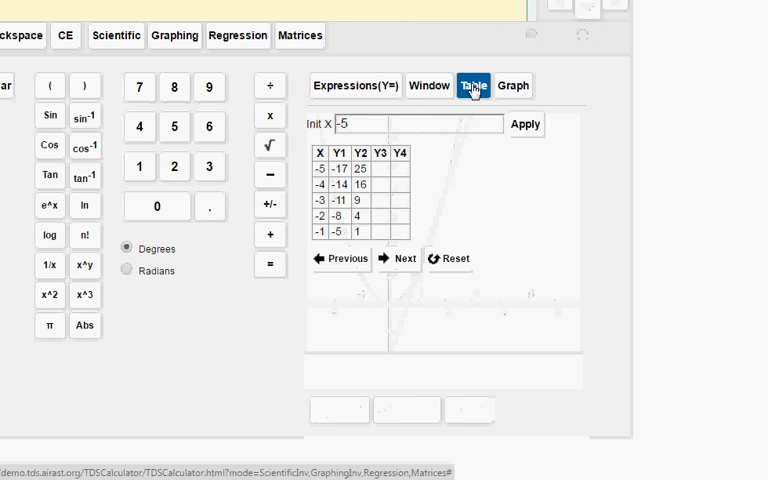 ckspace CE Scientific Graphing Regression Matrices
ar ( ) 7 8 9 ÷ Expressions(Y=) Window Table Graph
Sin sin-1 4 5 6 x Init X -5 Apply
Cos cos-1 √
Tan tan-1 1 2 3 −
e^x ln 0 . +/-
log n! +
1/x x^y =
x^2 x^3
π Abs
Degrees
Radians
X Y1 Y2 Y3 Y4
-5 -17 25
-4 -14 16
-3 -11 9
-2 -8 4
-1 -5 1
Previous Next Reset
/demo.tds.airast.org/TDSCalculator/TDSCalculator.html?mode=ScientificInv,GraphingInv,Regression,Matrices#